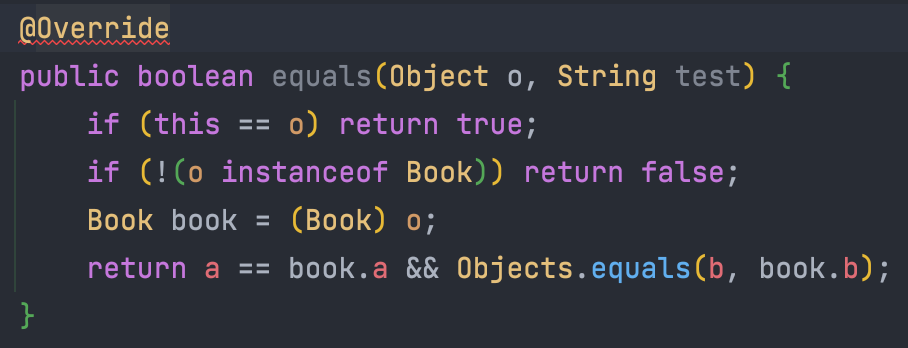 @Override
public boolean equals(Object o, String test) {
    if (this == o) return true;
    if (!(o instanceof Book)) return false;
    Book book = (Book) o;
    return a == book.a && Objects.equals(b, book.b);
}